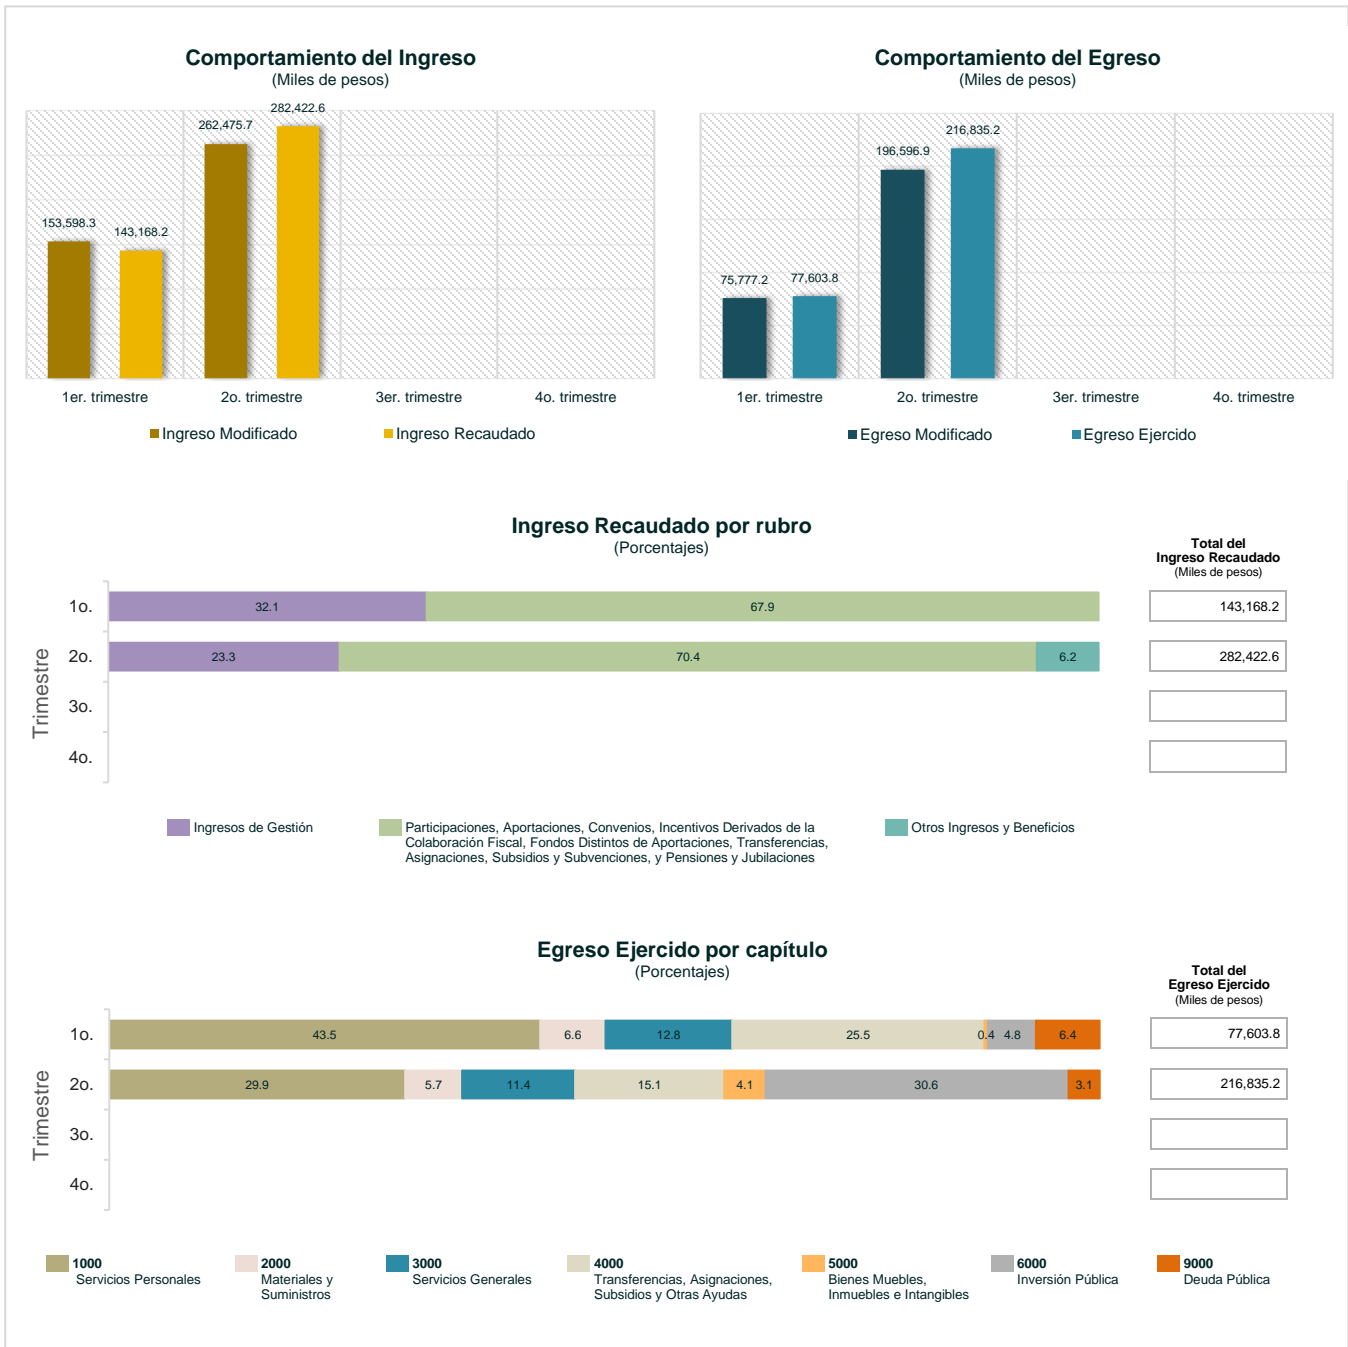 Comportamiento del Ingreso
(Miles de pesos)
282,422.6
262,475.7
153,598.3
143,168.2
1er. trimestre
2o. trimestre
3er. trimestre
4o. trimestre
Ingreso Modificado
Ingreso Recaudado
Comportamiento del Egreso
(Miles de pesos)
216,835.2
196,596.9
75,777.2
77,603.8
1er. trimestre
2o. trimestre
3er. trimestre
4o. trimestre
Egreso Modificado
Egreso Ejercido
Ingreso Recaudado por rubro
(Porcentajes)
Total del
Ingreso Recaudado
(Miles de pesos)
Trimestre
1o.
32.1
67.9
143,168.2
2o.
23.3
70.4
6.2
282,422.6
3o.
4o.
Ingresos de Gestión
Participaciones, Aportaciones, Convenios, Incentivos Derivados de la
Colaboración Fiscal, Fondos Distintos de Aportaciones, Transferencias,
Asignaciones, Subsidios y Subvenciones, y Pensiones y Jubilaciones
Otros Ingresos y Beneficios
Egreso Ejercido por capítulo
(Porcentajes)
Total del
Egreso Ejercido
(Miles de pesos)
Trimestre
1o.
43.5
6.6
12.8
25.5
0.4
4.8
6.4
77,603.8
2o.
29.9
5.7
11.4
15.1
4.1
30.6
3.1
216,835.2
3o.
4o.
1000
Servicios Personales
2000
Materiales y
Suministros
3000
Servicios Generales
4000
Transferencias, Asignaciones,
Subsidios y Otras Ayudas
5000
Bienes Muebles,
Inmuebles e Intangibles
6000
Inversión Pública
9000
Deuda Pública